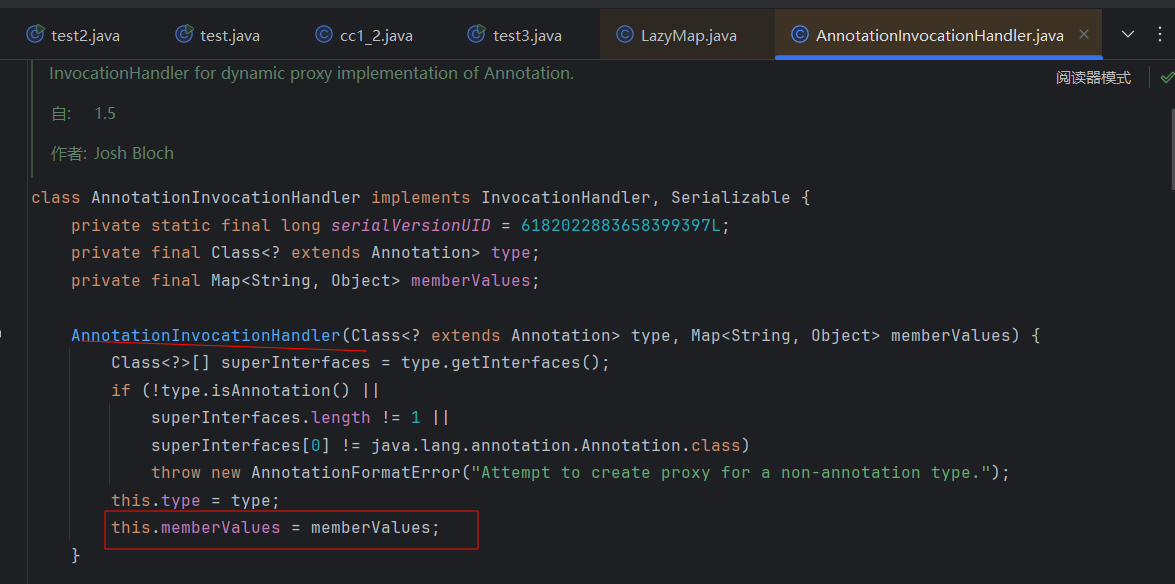 test2.java test.java cc1_2.java test3.java LazyMap.java AnnotationInvocationHandler.java
InvocationHandler for dynamic proxy implementation of Annotation.
阅读器模式
自: 1.5
作者: Josh Bloch
class AnnotationInvocationHandler implements InvocationHandler, Serializable {
    private static final long serialVersionUID = 6182022883658399397L;
    private final Class<? extends Annotation> type;
    private final Map<String, Object> memberValues;
    AnnotationInvocationHandler(Class<? extends Annotation> type, Map<String, Object> memberValues) {
        Class<?>[] superInterfaces = type.getInterfaces();
        if (!type.isAnnotation() ||
            superInterfaces.length != 1 ||
            superInterfaces[0] != java.lang.annotation.Annotation.class)
            throw new AnnotationFormatError("Attempt to create proxy for a non-annotation type.");
        this.type = type;
        this.memberValues = memberValues;
    }